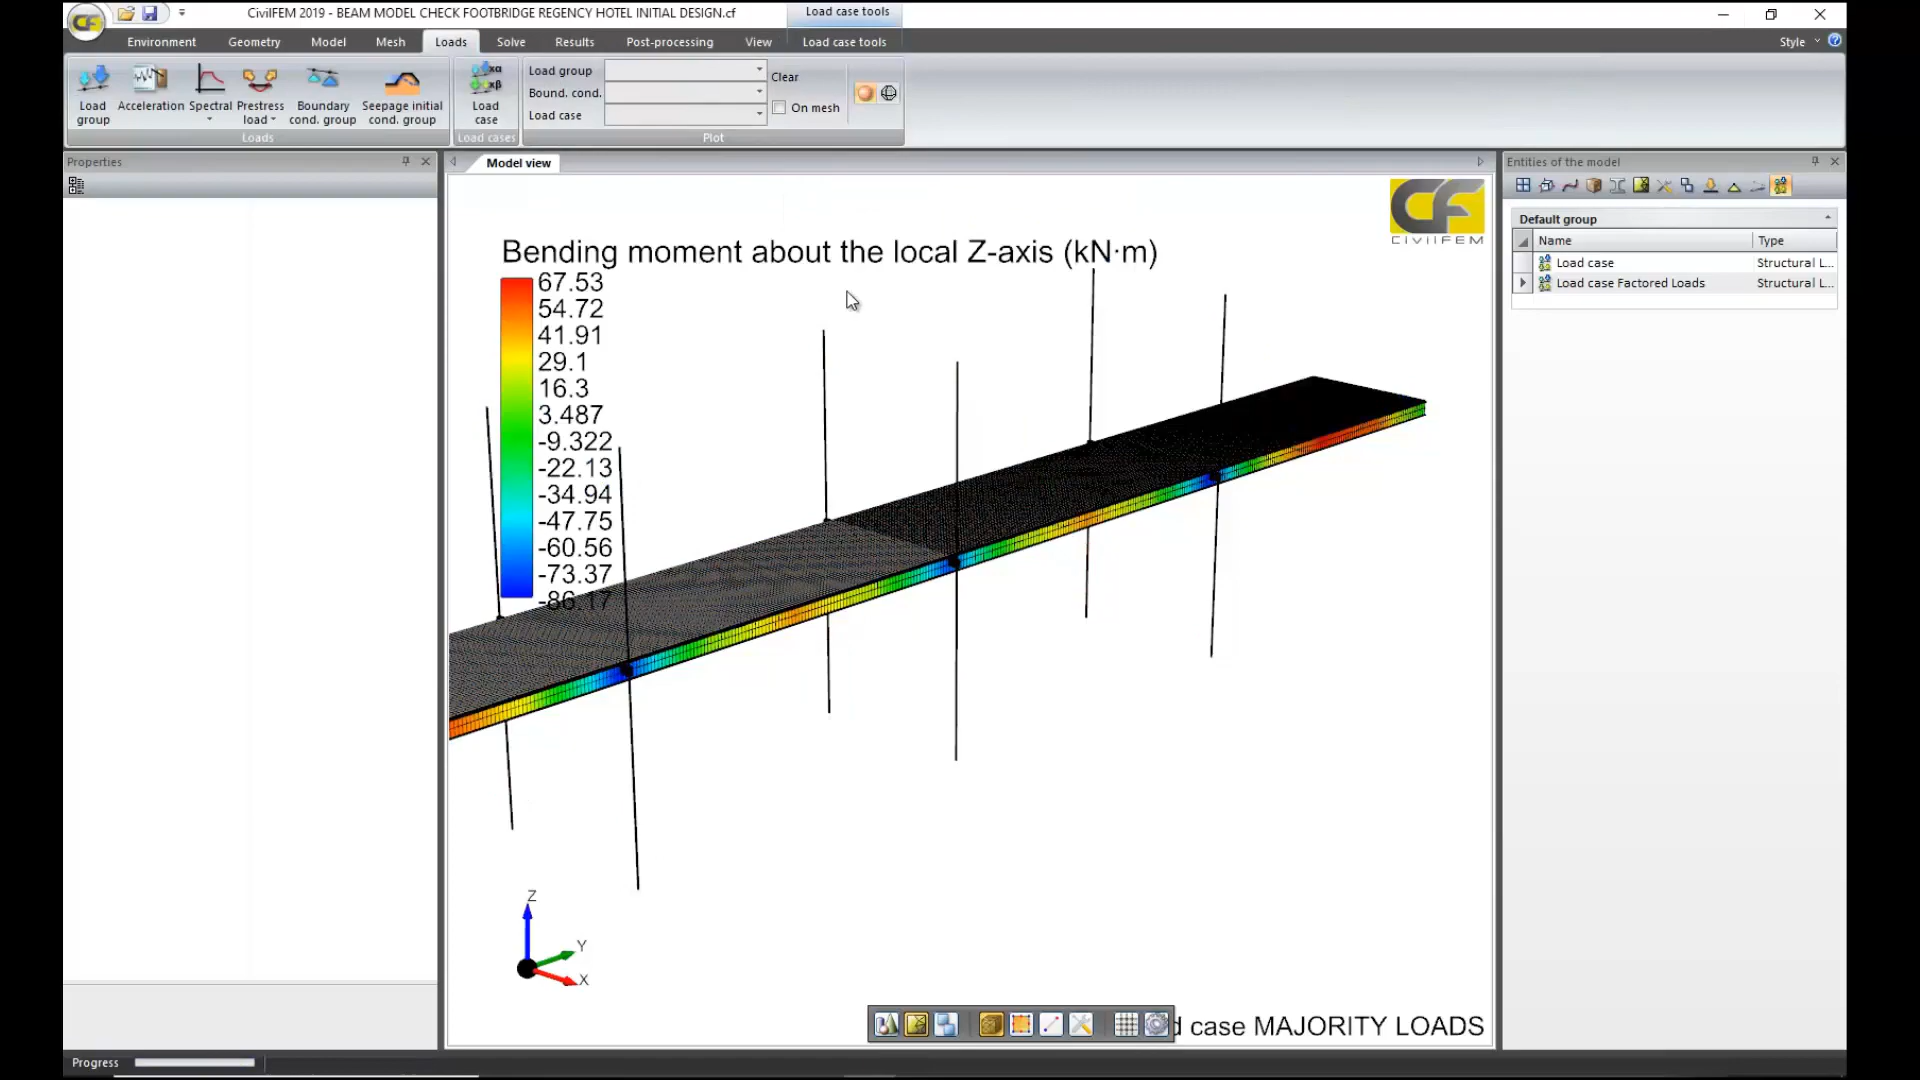 CivilFEM 2019 - BEAM MODEL CHECK FOOTBRIDGE REGENCY HOTEL INITIAL DESIGN.cf
Load case tools
Environment Geometry Model Mesh Loads Solve Results Post-processing View Load case tools
Style
Load group
Acceleration
Spectral
Prestress load
Boundary cond. group
Seepage initial cond. group
Loads
Load case
Load cases
Load group
Bound. cond.
Load case
Clear
On mesh
Plot
Properties
Model view
Entities of the model
CF
CIVILFEM
Bending moment about the local Z-axis (kN·m)
67.53
54.72
41.91
29.1
16.3
3.487
-9.322
-22.13
-34.94
-47.75
-60.56
-73.37
-86.17
Default group
Name Type
Load case Structural L...
Load case Factored Loads Structural L...
Z
Y
X
d case MAJORITY LOADS
Progress